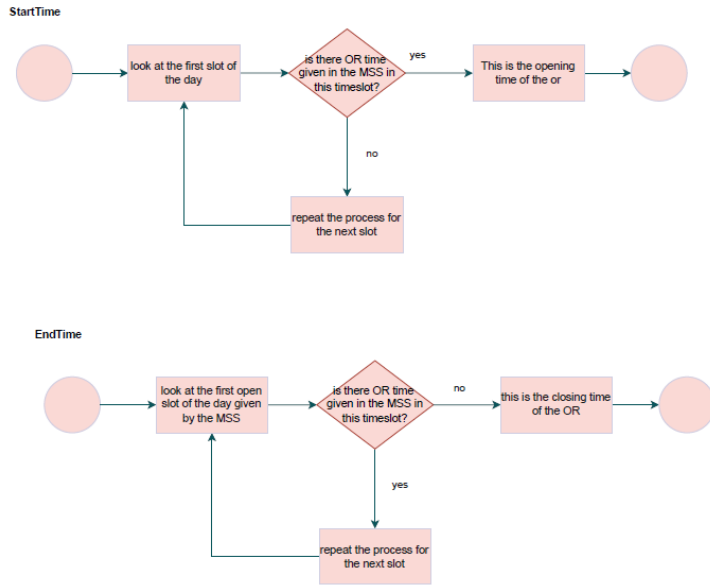 StartTime
look at the first slot of
the day
is there OR time
given in the MSS in
this timeslot?
yes
This is the opening
time of the or
no
repeat the process for
the next slot
EndTime
look at the first open
slot of the day given
by the MSS
is there OR time
given in the MSS in
this timeslot?
no
this is the closing time
of the OR
yes
repeat the process for
the next slot